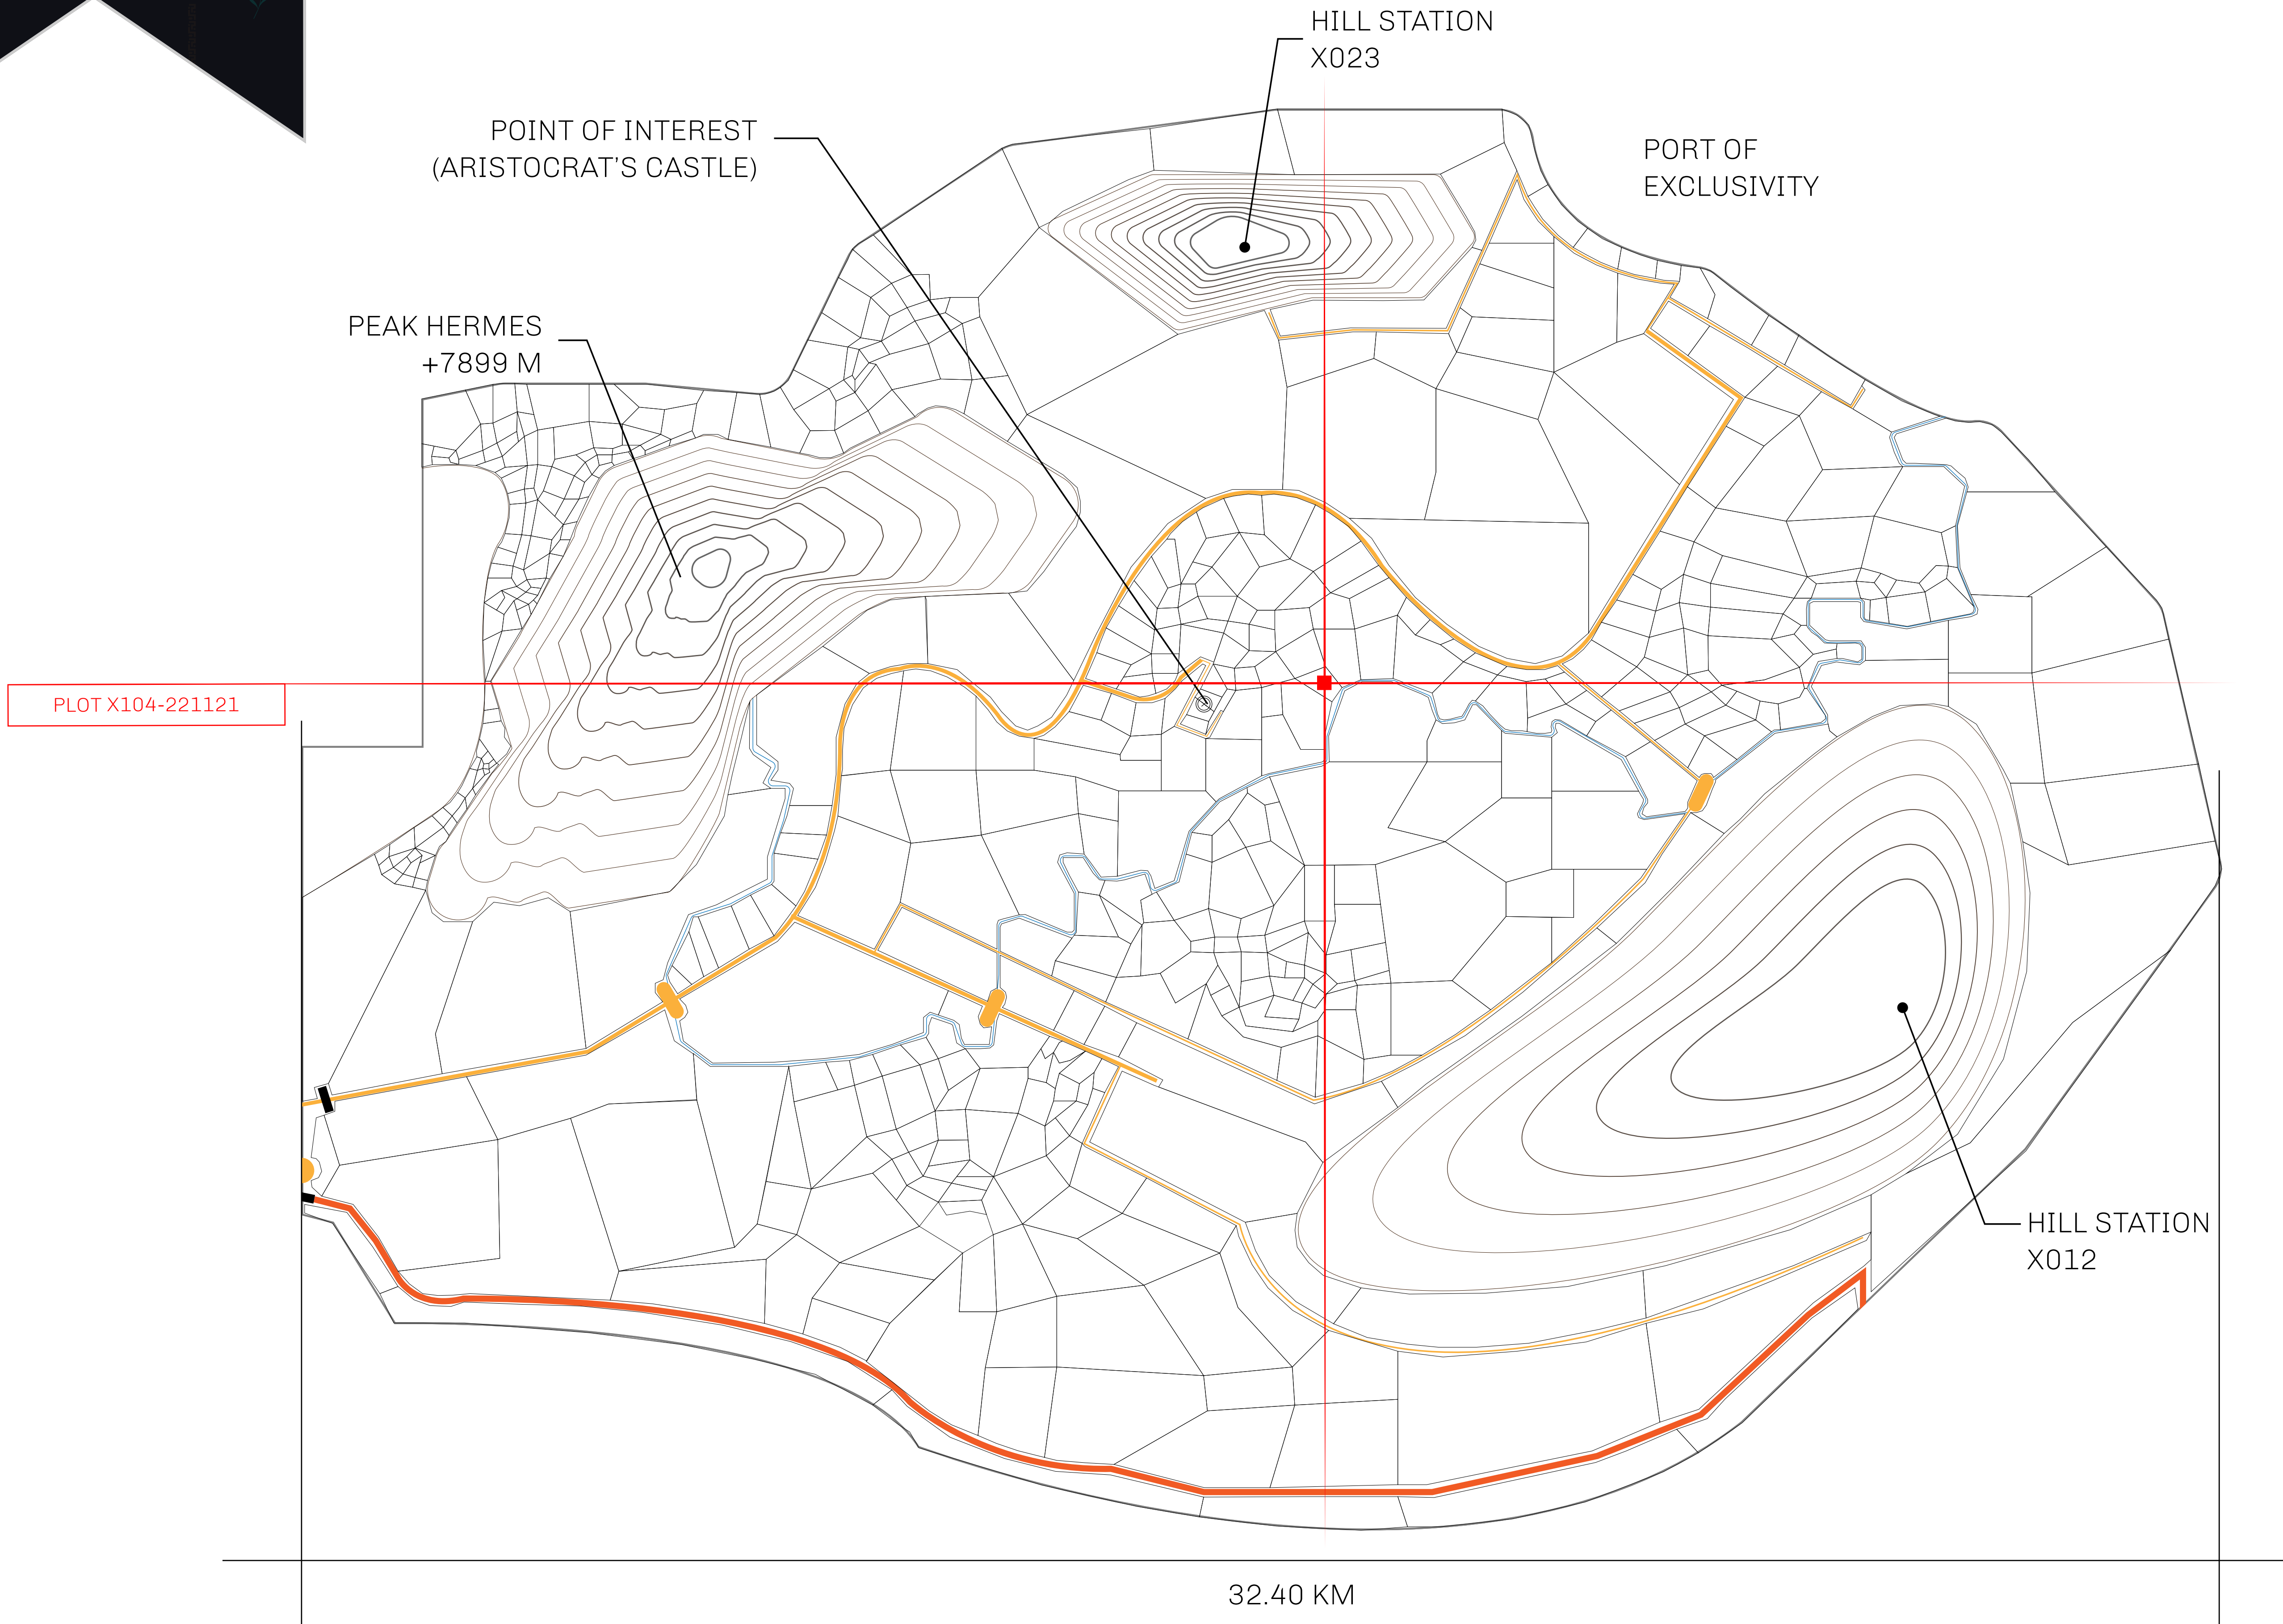 HILL STATION
X023
POINT OF INTEREST
(ARISTOCRAT'S CASTLE)
PORT OF
EXCLUSIVITY
PEAK HERMES
+7899 M
PLOT X104-221121
HILL STATION
X012
32.40 KM